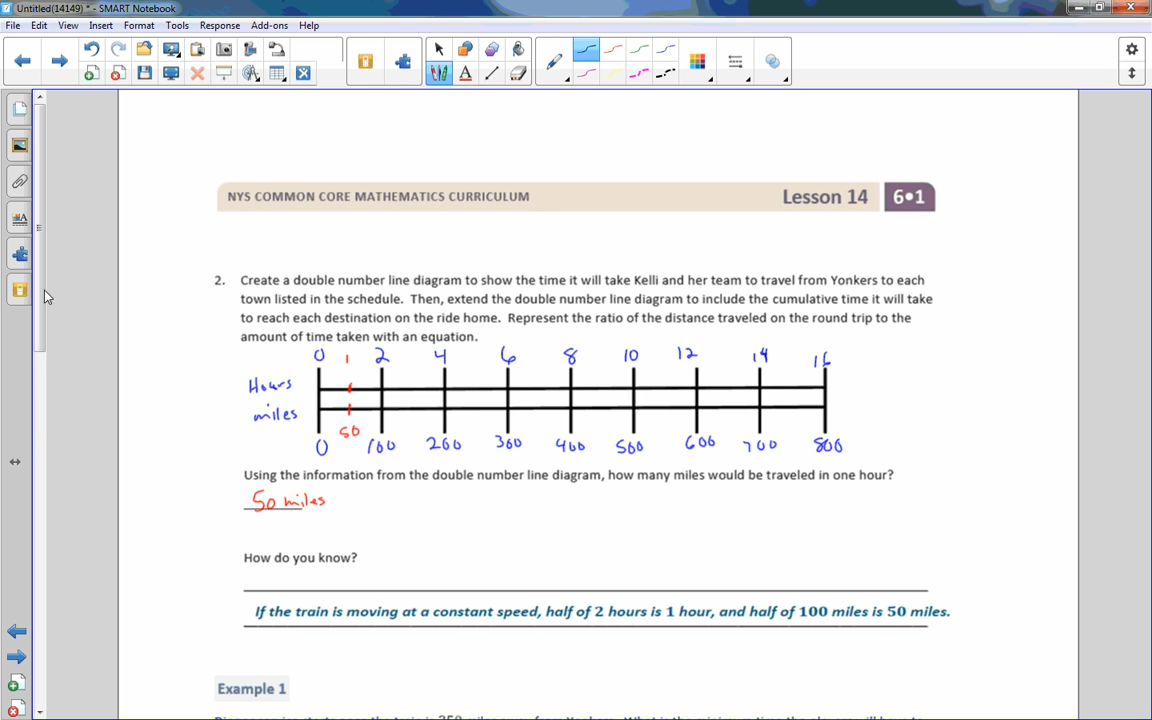 Untitled(14149) * - SMART Notebook
File Edit View Insert Format Tools Response Add-ons Help
NYS COMMON CORE MATHEMATICS CURRICULUM Lesson 14 6•1
2. Create a double number line diagram to show the time it will take Kelli and her team to travel from Yonkers to each
town listed in the schedule. Then, extend the double number line diagram to include the cumulative time it will take
to reach each destination on the ride home. Represent the ratio of the distance traveled on the round trip to the
amount of time taken with an equation.
0 1 2 4 6 8 10 12 14 16
Hours
miles
0 50 100 200 300 400 500 600 700 800
Using the information from the double number line diagram, how many miles would be traveled in one hour?
50 miles
How do you know?
If the train is moving at a constant speed, half of 2 hours is 1 hour, and half of 100 miles is 50 miles.
Example 1